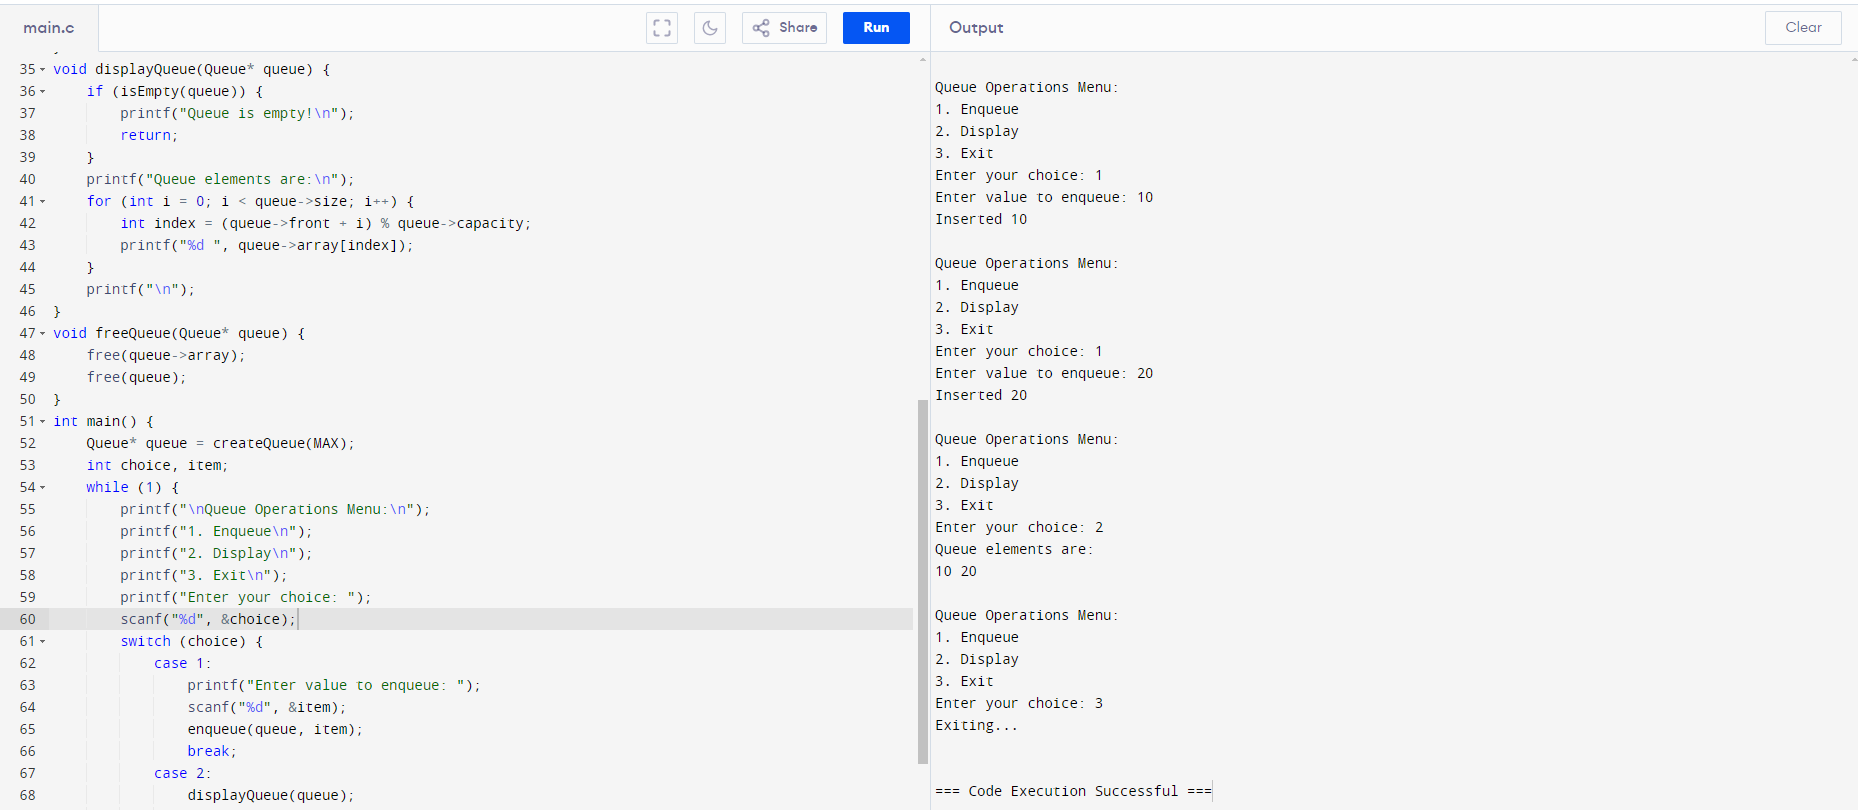 main.c
Share
Run
Output
Clear
35 void displayQueue(Queue* queue) {
36     if (isEmpty(queue)) {
37         printf("Queue is empty!\n");
38         return;
39     }
40     printf("Queue elements are:\n");
41     for (int i = 0; i < queue->size; i++) {
42         int index = (queue->front + i) % queue->capacity;
43         printf("%d ", queue->array[index]);
44     }
45     printf("\n");
46 }
47 void freeQueue(Queue* queue) {
48     free(queue->array);
49     free(queue);
50 }
51 int main() {
52     Queue* queue = createQueue(MAX);
53     int choice, item;
54     while (1) {
55         printf("\nQueue Operations Menu:\n");
56         printf("1. Enqueue\n");
57         printf("2. Display\n");
58         printf("3. Exit\n");
59         printf("Enter your choice: ");
60         scanf("%d", &choice);
61         switch (choice) {
62             case 1:
63                 printf("Enter value to enqueue: ");
64                 scanf("%d", &item);
65                 enqueue(queue, item);
66                 break;
67             case 2:
68                 displayQueue(queue);
Queue Operations Menu:
1. Enqueue
2. Display
3. Exit
Enter your choice: 1
Enter value to enqueue: 10
Inserted 10
Queue Operations Menu:
1. Enqueue
2. Display
3. Exit
Enter your choice: 1
Enter value to enqueue: 20
Inserted 20
Queue Operations Menu:
1. Enqueue
2. Display
3. Exit
Enter your choice: 2
Queue elements are:
10 20
Queue Operations Menu:
1. Enqueue
2. Display
3. Exit
Enter your choice: 3
Exiting...
=== Code Execution Successful ===